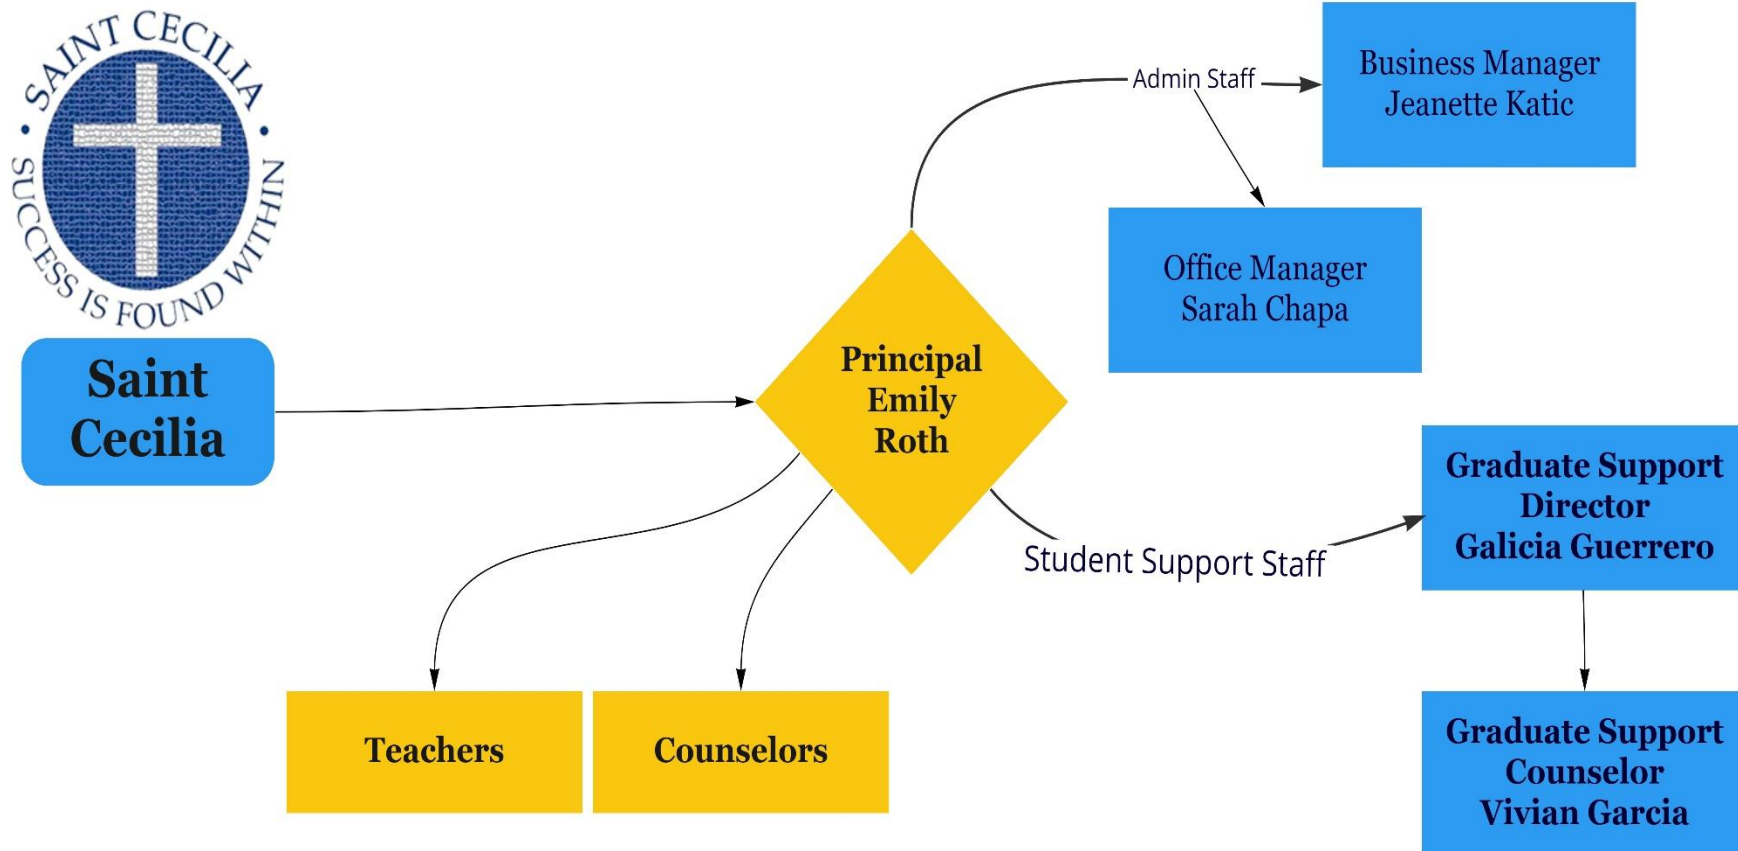 SAINT CECILIA
SUCCESS IS FOUND WITHIN
Saint
Cecilia
Principal
Emily
Roth
Admin Staff
Business Manager
Jeanette Katic
Office Manager
Sarah Chapa
Student Support Staff
Graduate Support
Director
Galicia Guerrero
Graduate Support
Counselor
Vivian Garcia
Teachers
Counselors